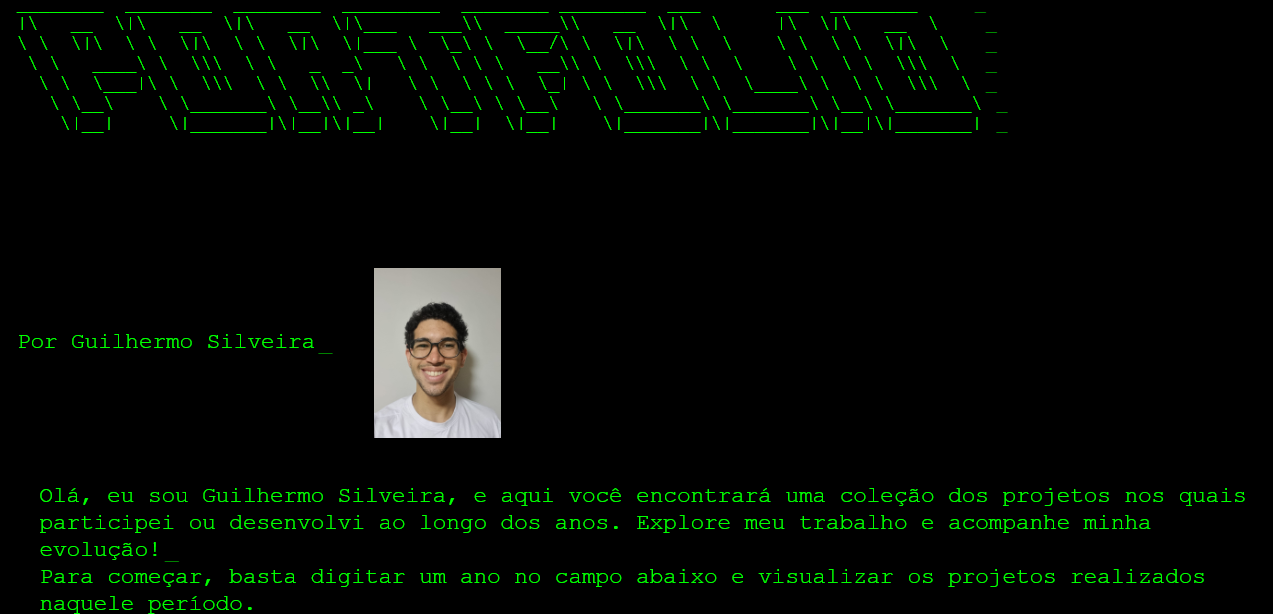 PORTFOLIO
Por Guilhermo Silveira_
Olá, eu sou Guilhermo Silveira, e aqui você encontrará uma coleção dos projetos nos quais
participei ou desenvolvi ao longo dos anos. Explore meu trabalho e acompanhe minha
evolução!_
Para começar, basta digitar um ano no campo abaixo e visualizar os projetos realizados
naquele período.